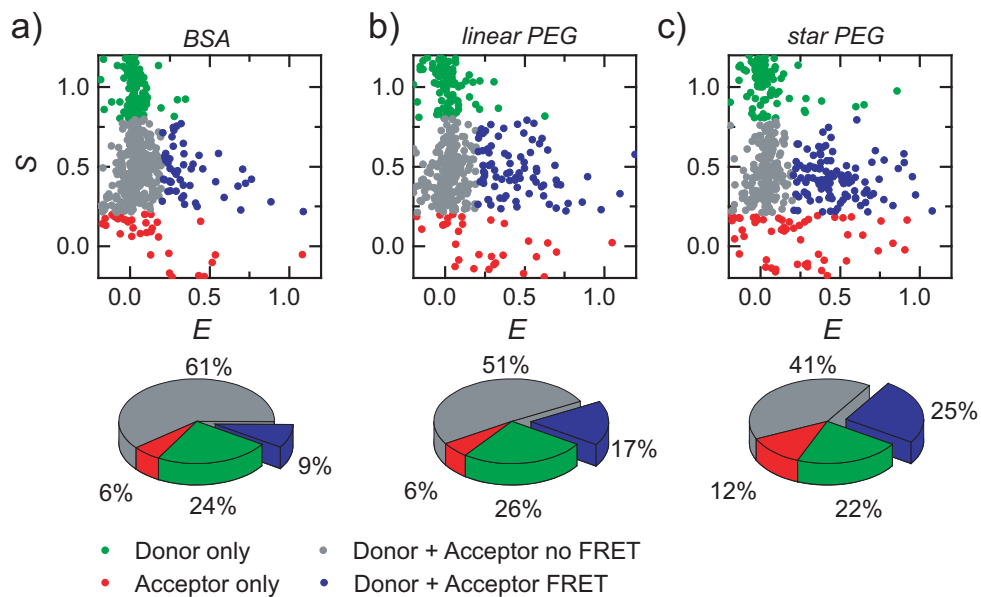 a)
BSA
b)
linear PEG
c)
star PEG
S
1.0
0.5
0.0
1.0
0.5
0.0
1.0
0.5
0.0
0.0 0.5 1.0
0.0 0.5 1.0
0.0 0.5 1.0
E
E
E
61%
6%
24%
9%
51%
6%
26%
17%
41%
12%
22%
25%
Donor only
Donor + Acceptor no FRET
Acceptor only
Donor + Acceptor FRET